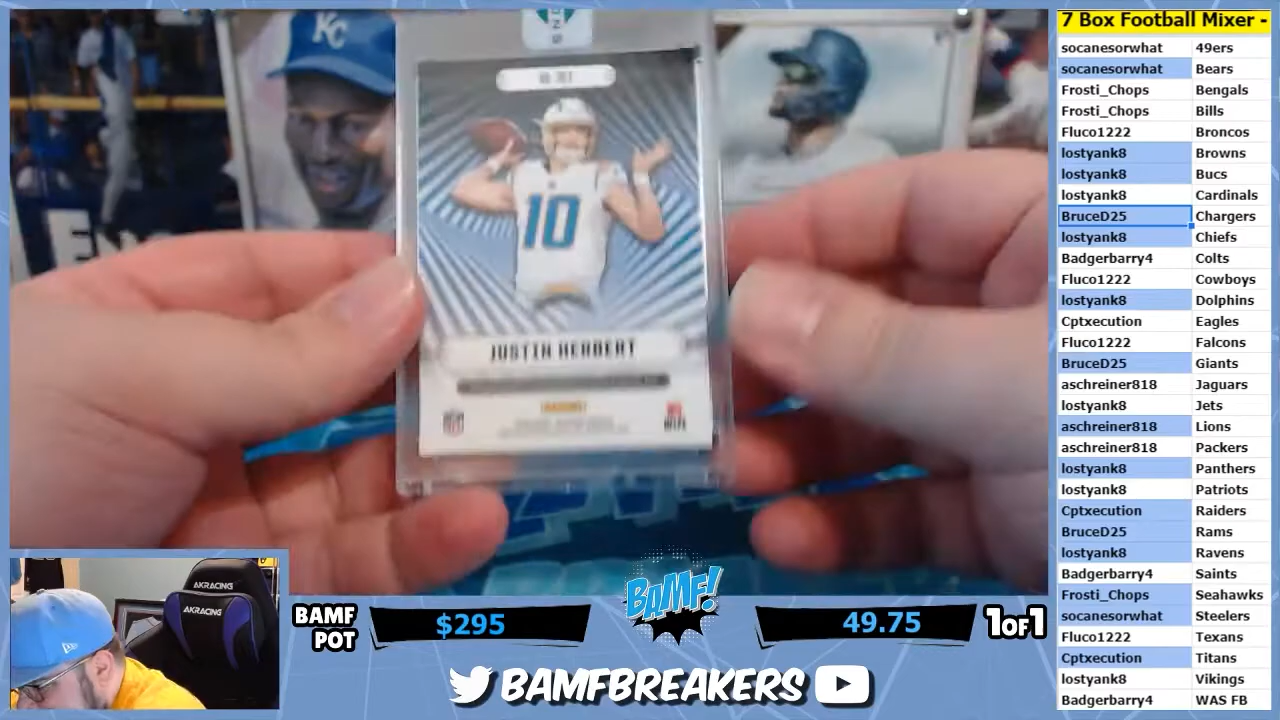 7 Box Football Mixer -
socanesorwhat 49ers
socanesorwhat Bears
Frosti_Chops Bengals
Frosti_Chops Bills
Fluco1222 Broncos
lostyank8 Browns
lostyank8 Bucs
lostyank8 Cardinals
BruceD25 Chargers
lostyank8 Chiefs
Badgerbarry4 Colts
Fluco1222 Cowboys
lostyank8 Dolphins
Cptxecution Eagles
Fluco1222 Falcons
BruceD25 Giants
aschreiner818 Jaguars
lostyank8 Jets
aschreiner818 Lions
aschreiner818 Packers
lostyank8 Panthers
lostyank8 Patriots
Cptxecution Raiders
BruceD25 Rams
lostyank8 Ravens
Badgerbarry4 Saints
Frosti_Chops Seahawks
socanesorwhat Steelers
Fluco1222 Texans
Cptxecution Titans
lostyank8 Vikings
Badgerbarry4 WAS FB
KC
10
JUSTIN HERBERT
NFL
AKRACING
AKRACING
BAMF POT
$295
BAMF!
49.75
1OF1
BAMFBREAKERS